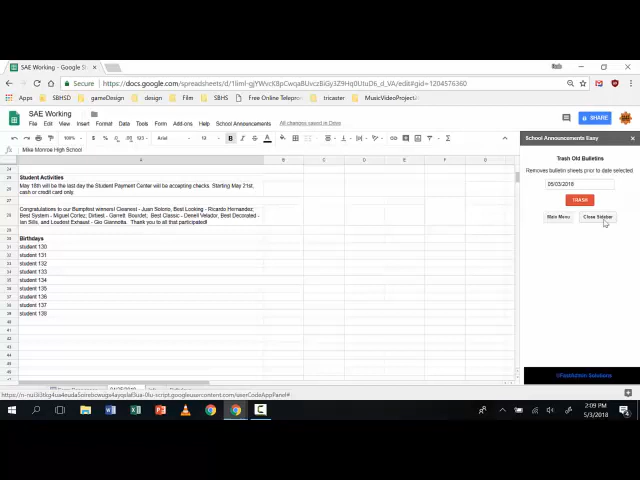 SAE Working - Google S
Secure
https://docs.google.com/spreadsheets/d/
/edit#gid=1204576360
Apps
SBHSD
gameDesign
design
Film
SBHS
Free Online Telepro
tricaster
MusicVideoProject
SAE Working
File Edit View Insert Format Data Tools Form Add-ons Help School Announcements All changes saved in Drive
SHARE
100%
Arial
12
Mike Monroe High School
School Announcements Easy
A B C D E F G
Student Activities
May 18th will be the last day the Student Payment Center will be accepting checks. Starting May 21st,
cash or credit card only.
Congratulations to our Bumpfest winners! Cleanest - Juan Solorio, Best Looking - Ricardo Hernandez,
Best System - Miguel Cortez, Dirtiest - Garrett Bourdet, Best Classic - Denell Velador, Best Decorated -
Ian Sills, and Loudest Exhaust - Gio Giannotta. Thank you to all that participated!
Birthdays
student 130
student 131
student 132
student 133
student 134
student 135
student 136
student 137
student 138
Trash Old Bulletins
Removes bulletin sheets prior to date selected
05/03/2018
TRASH
Main Menu
Close Sidebar
2:09 PM
5/3/2018